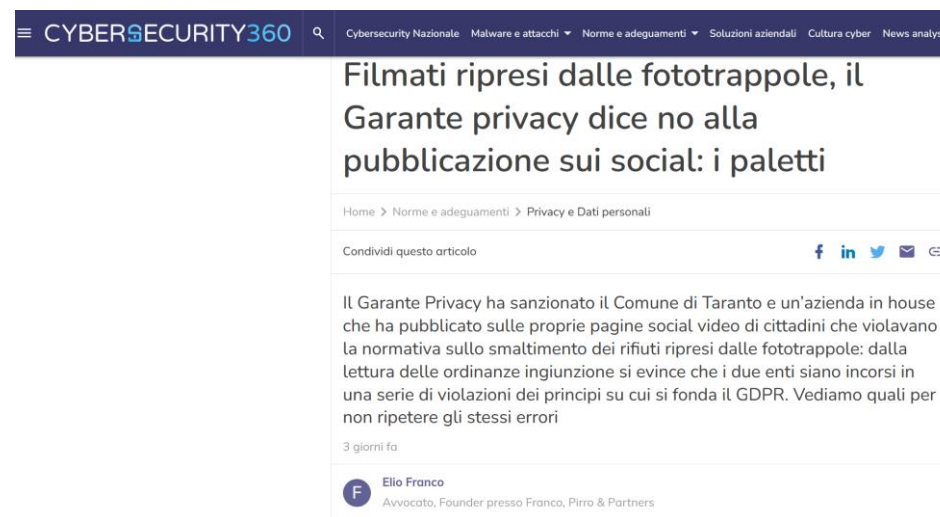 CYBERSECURITY360
Cybersecurity Nazionale Malware e attacchi Norme e adeguamenti Soluzioni aziendali Cultura cyber News
Filmati ripresi dalle fototrappole, il
Garante privacy dice no alla
pubblicazione sui social: i paletti
Home > Norme e adeguamenti > Privacy e Dati personali
Condividi questo articolo
Il Garante Privacy ha sanzionato il Comune di Taranto e un'azienda in house
che ha pubblicato sulle proprie pagine social video di cittadini che violavano
la normativa sullo smaltimento dei rifiuti ripresi dalle fototrappole: dalla
lettura delle ordinanze ingiunzione si evince che i due enti siano incorsi in
una serie di violazioni dei principi su cui si fonda il GDPR. Vediamo quali per
non ripetere gli stessi errori
3 giorni fa
F
Elio Franco
Avvocato, Founder presso Franco, Pirro & Partners